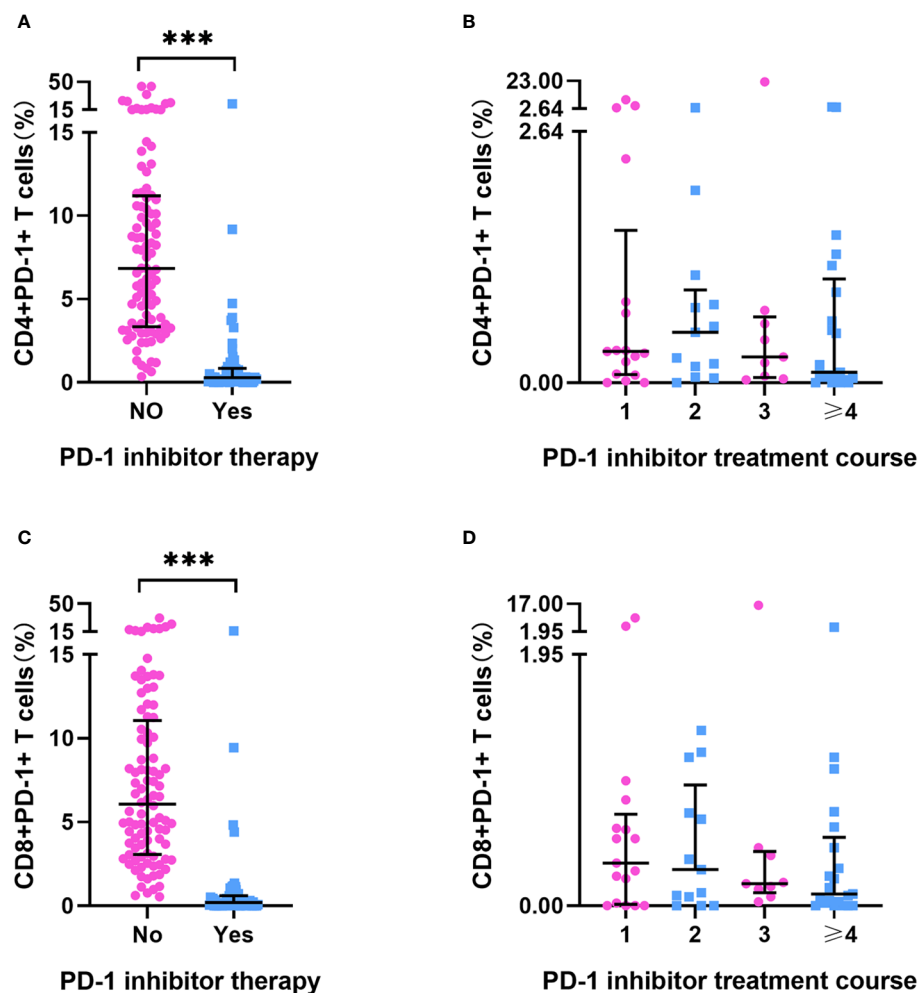 A
***
CD4+PD-1+ T cells（%）
50
15
15
10
5
0
NO
Yes
PD-1 inhibitor therapy
B
CD4+PD-1+ T cells（%）
23.00
2.64
2.64
0.00
1
2
3
⩾4
PD-1 inhibitor treatment course
C
***
CD8+PD-1+ T cells（%）
50
15
15
10
5
0
No
Yes
PD-1 inhibitor therapy
D
CD8+PD-1+ T cells（%）
17.00
1.95
1.95
0.00
1
2
3
⩾4
PD-1 inhibitor treatment course